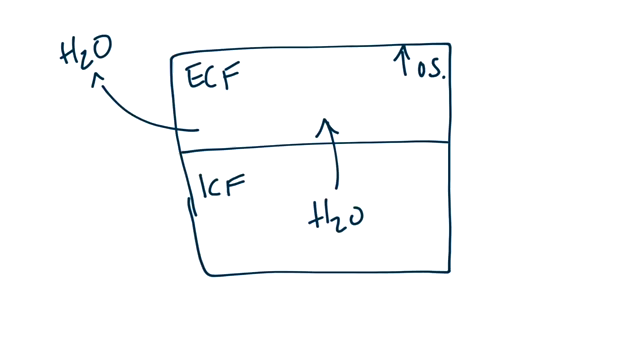 H₂O
ECF
↑ os.
ICF
H₂O